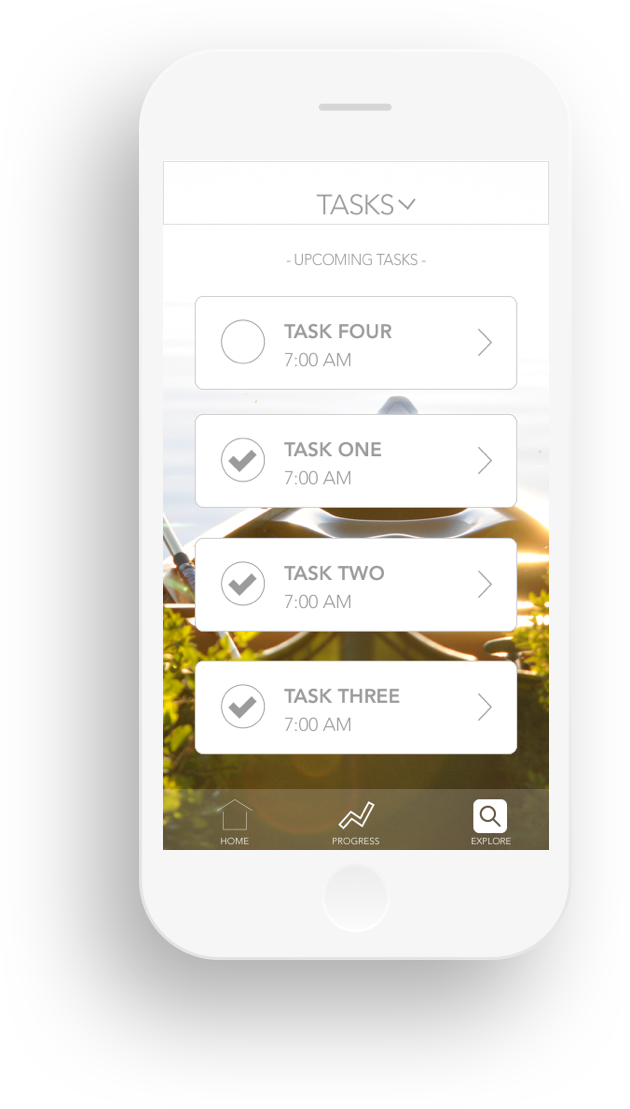 TASKS
- UPCOMING TASKS -
TASK FOUR
7:00 AM
TASK ONE
7:00 AM
TASK TWO
7:00 AM
TASK THREE
7:00 AM
HOME
PROGRESS
EXPLORE